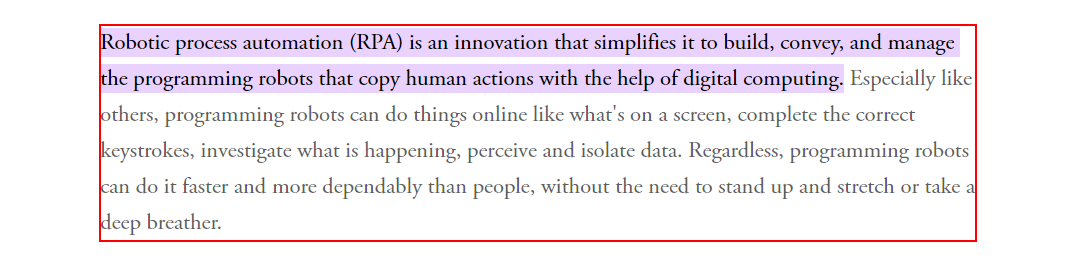 Robotic process automation (RPA) is an innovation that simplifies it to build, convey, and manage
the programming robots that copy human actions with the help of digital computing. Especially like
others, programming robots can do things online like what's on a screen, complete the correct
keystrokes, investigate what is happening, perceive and isolate data. Regardless, programming robots
can do it faster and more dependably than people, without the need to stand up and stretch or take a
deep breather.